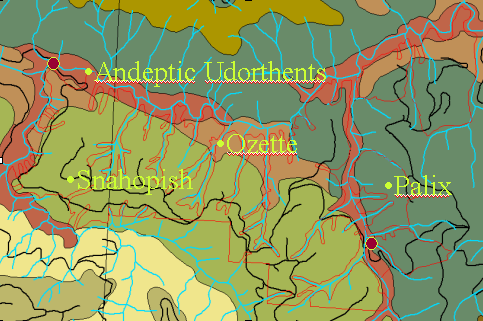 Andeptic Udorthents
Ozette
Snahopish
Palix